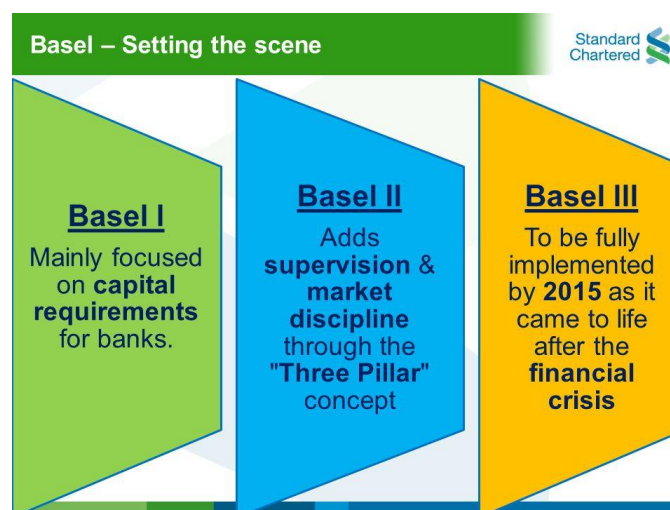 Basel – Setting the scene
Standard
Chartered
Basel I
Mainly focused
on capital
requirements
for banks.
Basel II
Adds
supervision &
market
discipline
through the
"Three Pillar"
concept
Basel III
To be fully
implemented
by 2015 as it
came to life
after the
financial
crisis